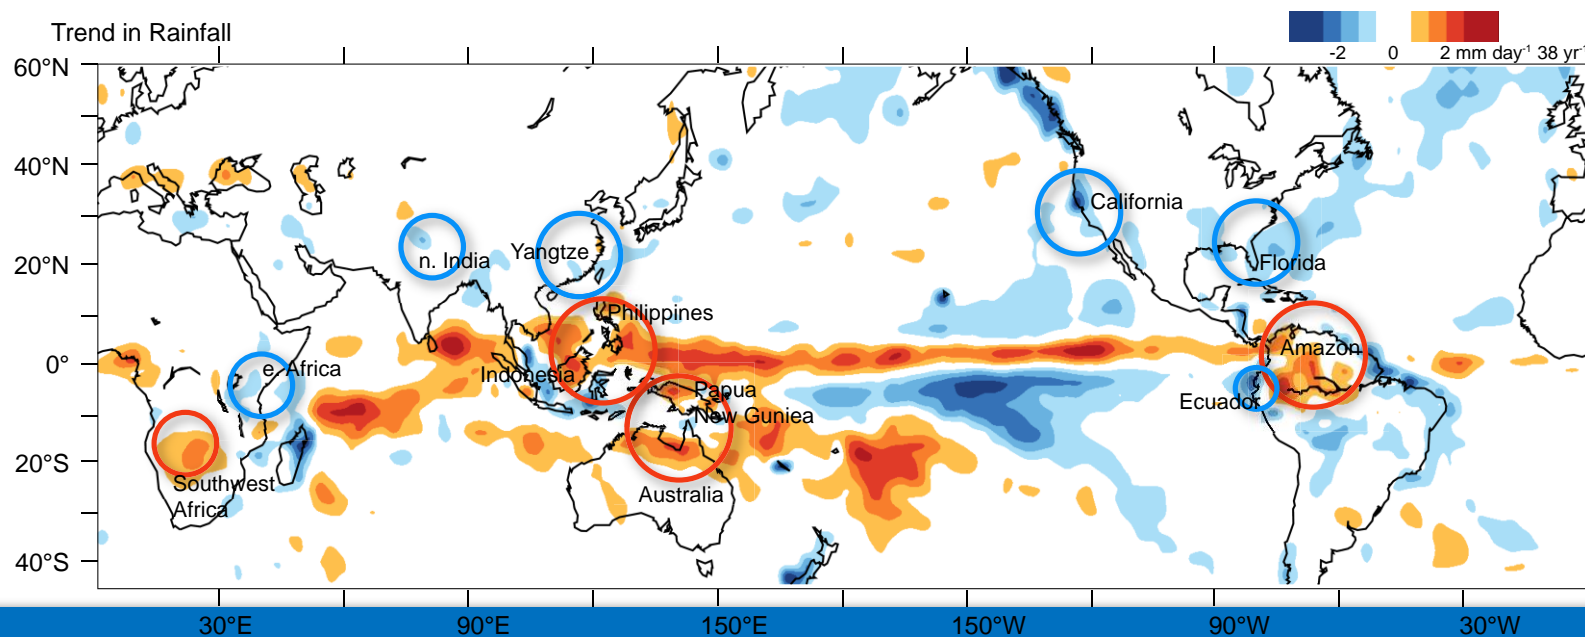 Trend in Rainfall
-2 0 2 mm day-1 38 yr-1
60°N
40°N
20°N
0°
20°S
40°S
California
n. India
Yangtze
Florida
Philippines
e. Africa
Indonesia
Amazon
Papua
New Guniea
Ecuador
Southwest
Africa
Australia
30°E 90°E 150°E 150°W 90°W 30°W